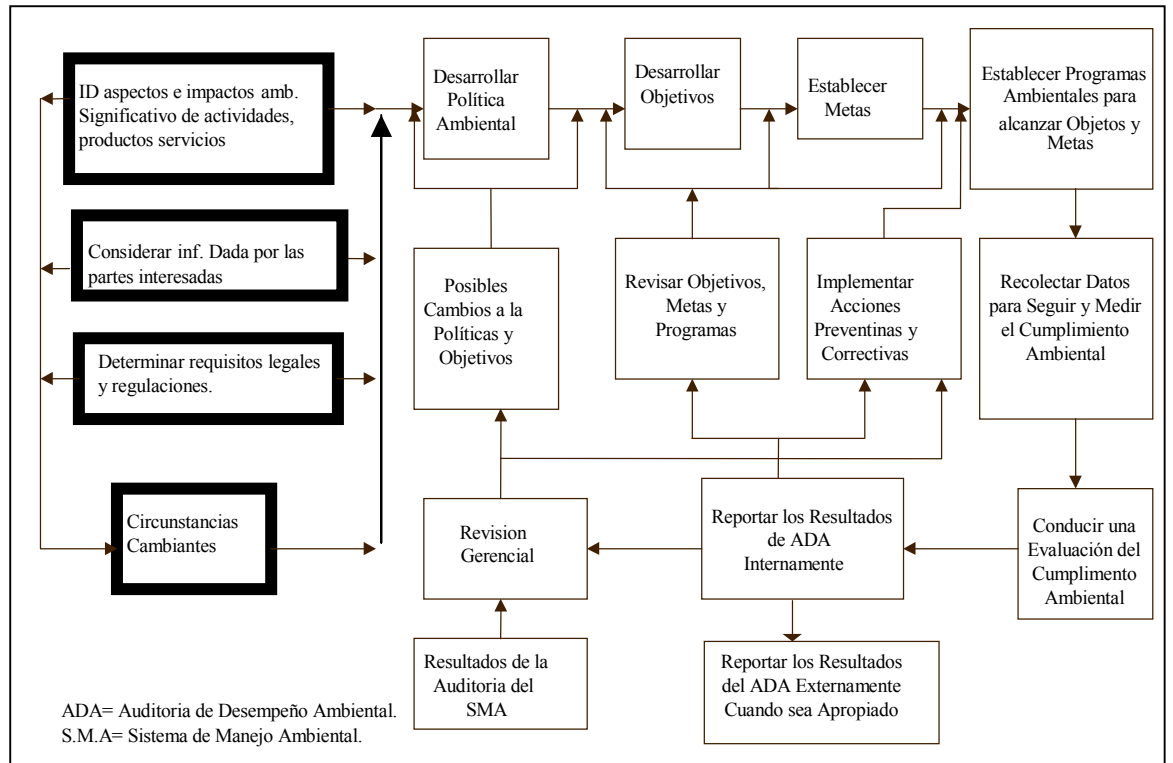 ID aspectos e impactos amb.
Significativo de actividades,
productos servicios
Considerar inf. Dada por las
partes interesadas
Determinar requisitos legales
y regulaciones.
Circunstancias
Cambiantes
Desarrollar
Política
Ambiental
Desarrollar
Objetivos
Establecer
Metas
Establecer Programas
Ambientales para
alcanzar Objetos y
Metas
Posibles
Cambios a la
Políticas y
Objetivos
Revisar Objetivos,
Metas y
Programas
Implementar
Acciones
Preventinas y
Correctivas
Recolectar Datos
para Seguir y Medir
el Cumplimiento
Ambiental
Revision
Gerencial
Reportar los Resultados
de ADA
Internamente
Conducir una
Evaluación del
Cumplimento
Ambiental
Resultados de la
Auditoria del
SMA
Reportar los Resultados
del ADA Externamente
Cuando sea Apropiado
ADA= Auditoria de Desempeño Ambiental.
S.M.A= Sistema de Manejo Ambiental.